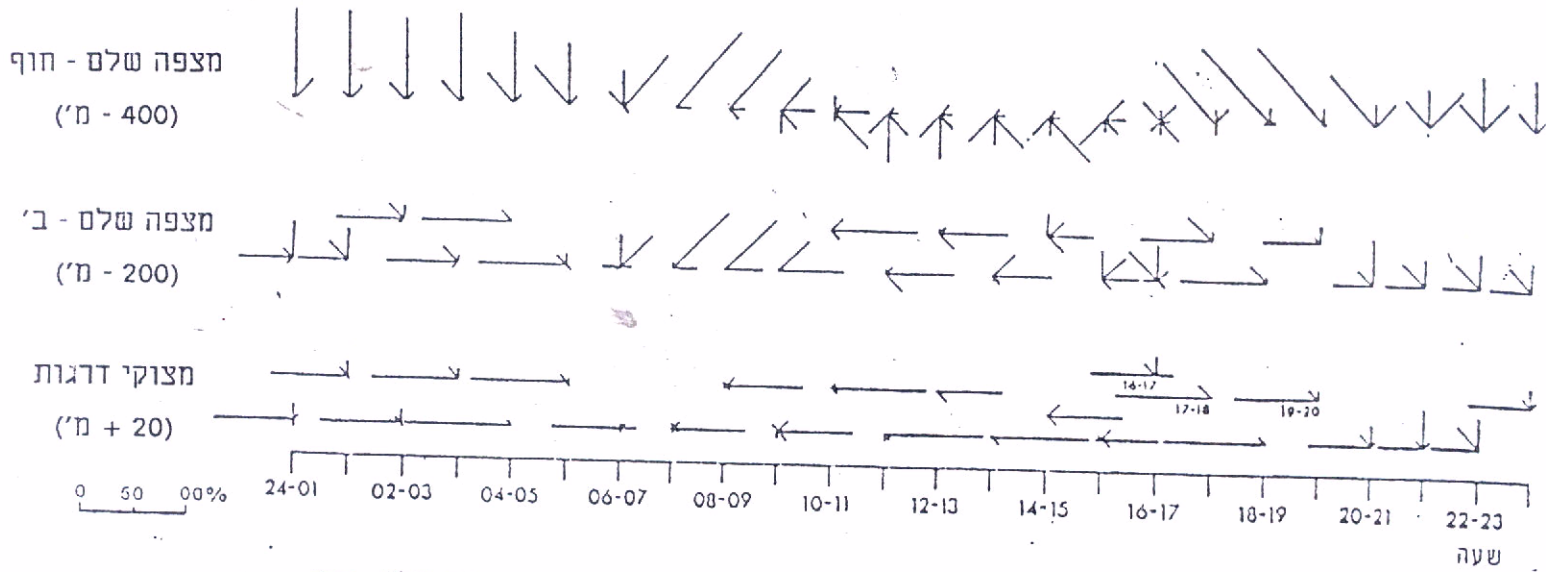 מצפה שלם - חוף
(400 - מ')
מצפה שלם - ב'
(200 - מ')
מצוקי דרגות
(20 + מ')
16-17
17-18
19-20
0 50 00%
24-01 02-03 04-05 06-07 08-09 10-11 12-13 14-15 16-17 18-19 20-21 22-23
שעה